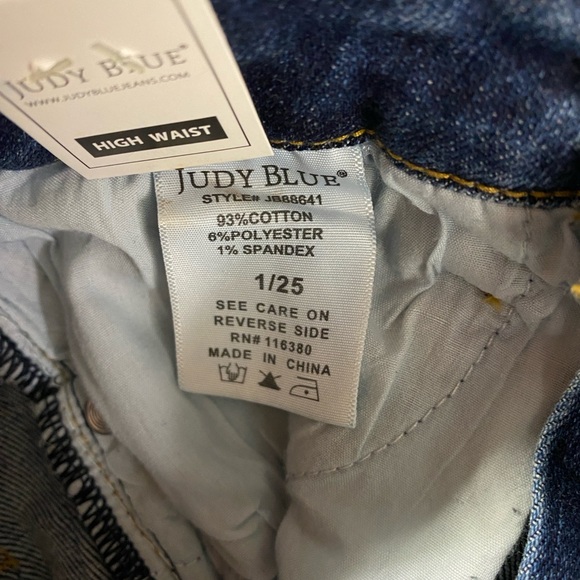 JUDY BLUE®
WWW.JUDYBLUEJEANS.COM
HIGH WAIST
JUDY BLUE®
STYLE# JB88641
93%COTTON
6%POLYESTER
1% SPANDEX
1/25
SEE CARE ON
REVERSE SIDE
RN# 116380
MADE IN CHINA